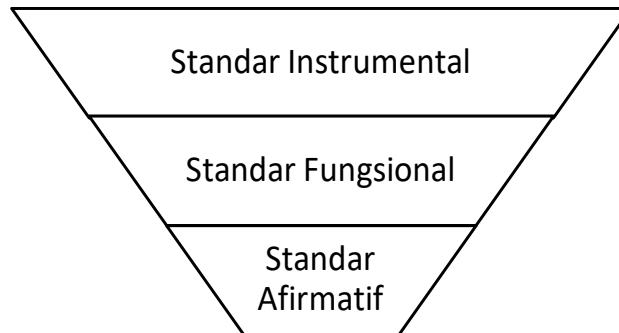 Standar Instrumental
Standar Fungsional
Standar
Afirmatif